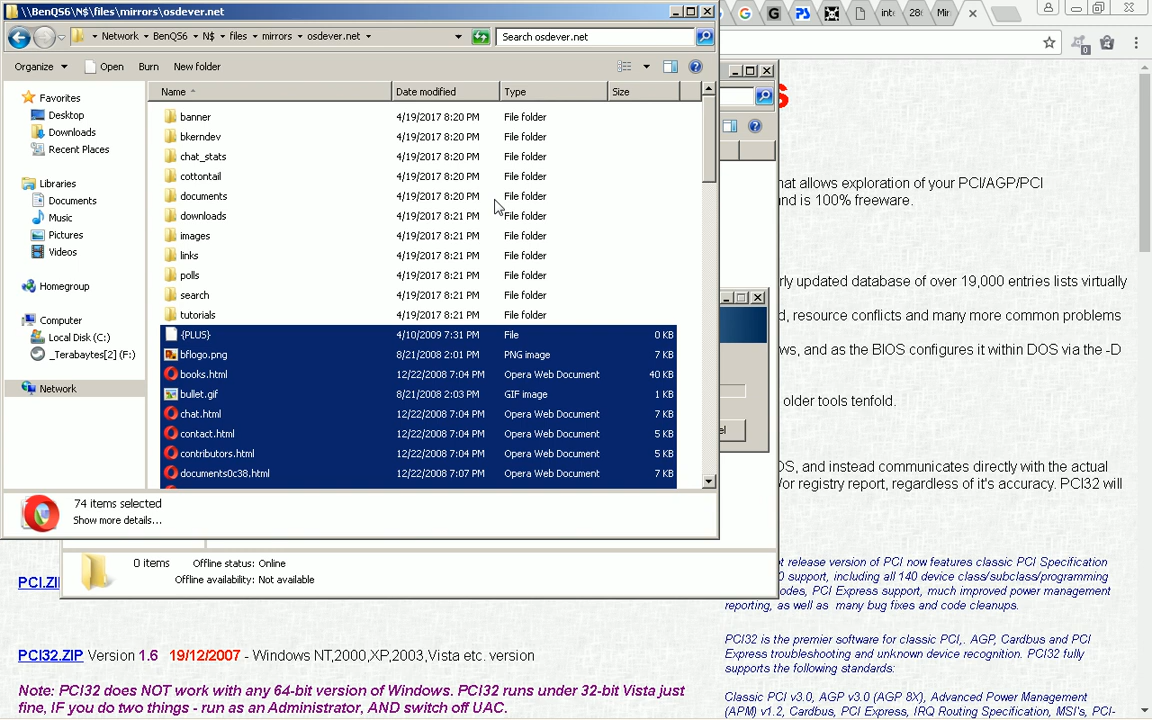 \\BenQS6\N$\files\mirrors\osdever.net
Network BenQS6 N$ files mirrors osdever.net
Search osdever.net
Organize Open Burn New folder
G PS int 28( Mir
0
Favorites
Desktop
Downloads
Recent Places
Libraries
Documents
Music
Pictures
Videos
Homegroup
Computer
Local Disk (C:)
_Terabytes[2] (F:)
Network
Name Date modified Type Size
banner 4/19/2017 8:20 PM File folder
bkerndev 4/19/2017 8:20 PM File folder
chat_stats 4/19/2017 8:20 PM File folder
cottontail 4/19/2017 8:20 PM File folder
documents 4/19/2017 8:20 PM File folder
downloads 4/19/2017 8:21 PM File folder
images 4/19/2017 8:21 PM File folder
links 4/19/2017 8:21 PM File folder
polls 4/19/2017 8:21 PM File folder
search 4/19/2017 8:21 PM File folder
tutorials 4/19/2017 8:21 PM File folder
{PLUS} 4/10/2009 7:31 PM File 0 KB
bflogo.png 8/21/2008 2:01 PM PNG image 7 KB
books.html 12/22/2008 7:04 PM Opera Web Document 40 KB
bullet.gif 8/21/2008 2:03 PM GIF image 1 KB
chat.html 12/22/2008 7:04 PM Opera Web Document 7 KB
contact.html 12/22/2008 7:04 PM Opera Web Document 5 KB
contributors.html 12/22/2008 7:04 PM Opera Web Document 5 KB
documents0c38.html 12/22/2008 7:07 PM Opera Web Document 7 KB
74 items selected
Show more details...
0 items Offline status: Online
Offline availability: Not available
hat allows exploration of your PCI/AGP/PCI
nd is 100% freeware.
rly updated database of over 19,000 entries lists virtually
d, resource conflicts and many more common problems
ws, and as the BIOS configures it within DOS via the -D
older tools tenfold.
OS, and instead communicates directly with the actual
/or registry report, regardless of it's accuracy. PCI32 will
t release version of PCI now features classic PCI Specification
0 support, including all 140 device class/subclass/programming
odes, PCI Express support, much improved power management
reporting, as well as many bug fixes and code cleanups.
PCI32 is the premier software for classic PCI,. AGP, Cardbus and PCI
Express troubleshooting and unknown device recognition. PCI32 fully
supports the following standards:
Classic PCI v3.0, AGP v3.0 (AGP 8X), Advanced Power Management
(APM) v1.2, Cardbus, PCI Express, IRQ Routing Specification, MSI's, PCI-
PCI.ZI
PCI32.ZIP Version 1.6 19/12/2007 - Windows NT,2000,XP,2003,Vista etc. version
Note: PCI32 does NOT work with any 64-bit version of Windows. PCI32 runs under 32-bit Vista just
fine, IF you do two things - run as an Administrator, AND switch off UAC.